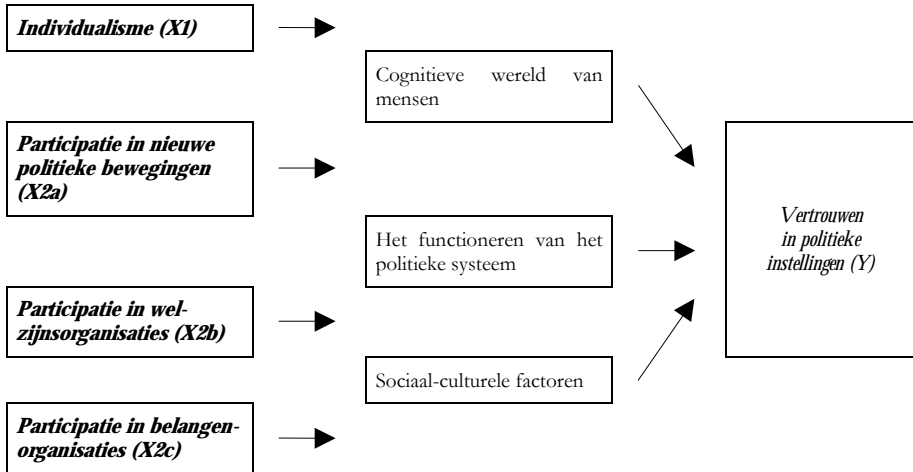 Individualisme (X1)
Cognitieve wereld van
mensen
Participatie in nieuwe
politieke bewegingen
(X2a)
Vertrouwen
in politieke
instellingen (Y)
Het functioneren van het
politieke systeem
Participatie in wel-
zijnsorganisaties (X2b)
Sociaal-culturele factoren
Participatie in belangen-
organisaties (X2c)